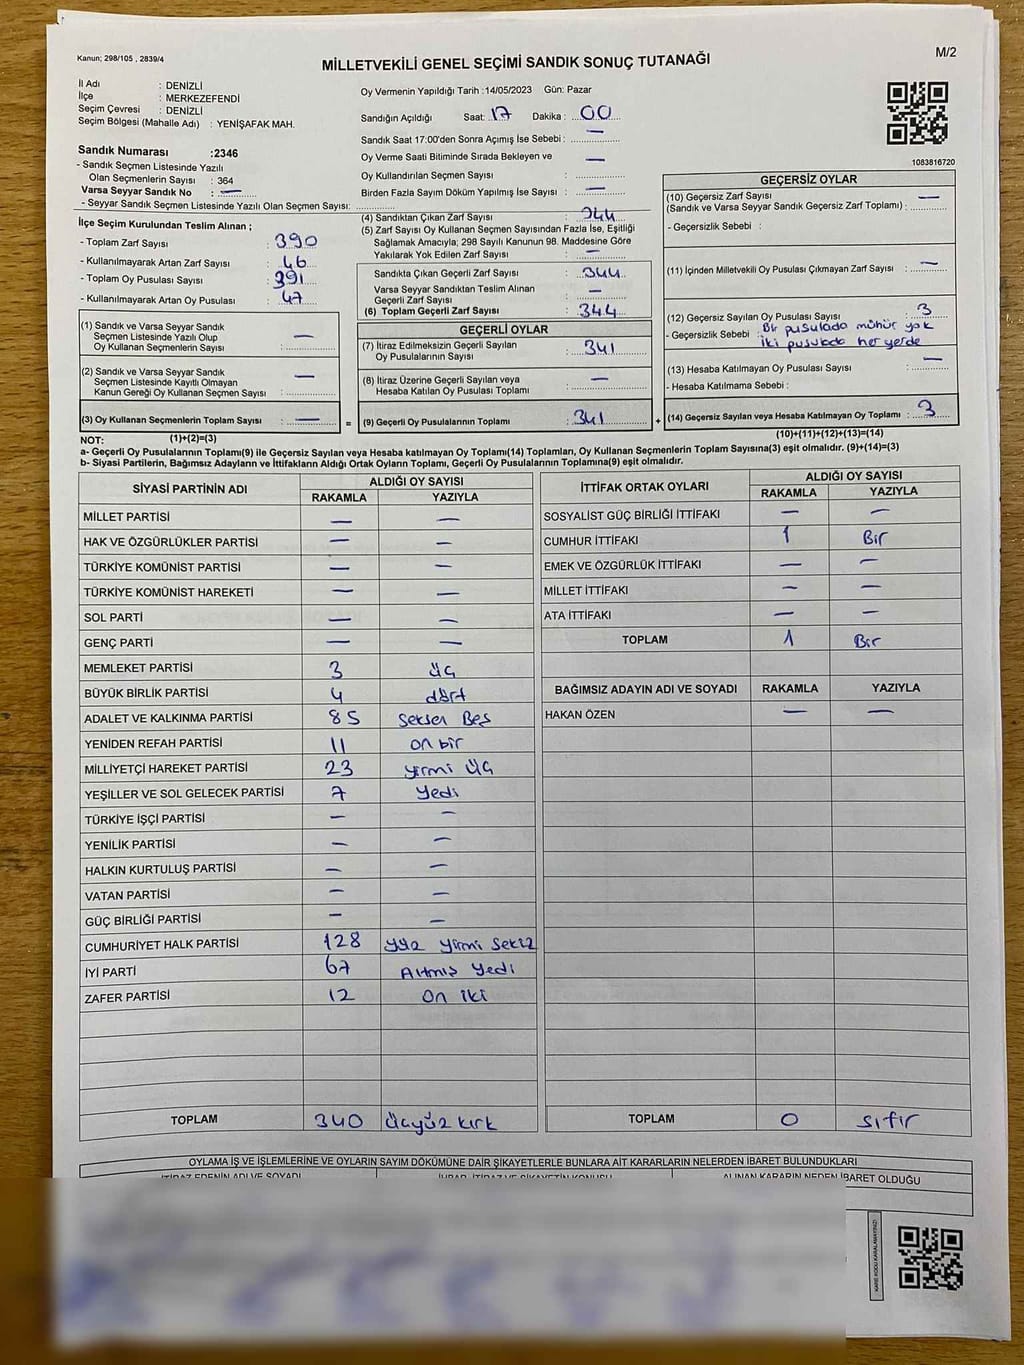 Kanun; 298/105 , 2839/4
MİLLETVEKİLİ GENEL SEÇİMİ SANDIK SONUÇ TUTANAĞI
M/2
İl Adı : DENİZLİ
İlçe : MERKEZEFENDİ
Seçim Çevresi : DENİZLİ
Seçim Bölgesi (Mahalle Adı) : YENİŞAFAK MAH.
Sandık Numarası :2346
- Sandık Seçmen Listesinde Yazılı
Olan Seçmenlerin Sayısı : 364
Varsa Seyyar Sandık No : —
- Seyyar Sandık Seçmen Listesinde Yazılı Olan Seçmen Sayısı:
Oy Vermenin Yapıldığı Tarih :14/05/2023 Gün: Pazar
Sandığın Açıldığı Saat: 17 Dakika : 00
Sandık Saat 17:00'den Sonra Açımış İse Sebebi : —
Oy Verme Saati Bitiminde Sırada Bekleyen ve
Oy Kullandırılan Seçmen Sayısı : —
Birden Fazla Sayım Döküm Yapılmış İse Sayısı : —
1083816720
İlçe Seçim Kurulundan Teslim Alınan ;
- Toplam Zarf Sayısı : 390
- Kullanılmayarak Artan Zarf Sayısı : 46
- Toplam Oy Pusulası Sayısı : 391
- Kullanılmayarak Artan Oy Pusulası : 47
(1) Sandık ve Varsa Seyyar Sandık
Seçmen Listesinde Yazılı Olup
Oy Kullanan Seçmenlerin Sayısı : —
(2) Sandık ve Varsa Seyyar Sandık
Seçmen Listesinde Kayıtlı Olmayan
Kanun Gereği Oy Kullanan Seçmen Sayısı : —
(3) Oy Kullanan Seçmenlerin Toplam Sayısı : —
(1)+(2)=(3)
(4) Sandıktan Çıkan Zarf Sayısı : 344
(5) Zarf Sayısı Oy Kullanan Seçmen Sayısından Fazla İse, Eşitliği
Sağlamak Amacıyla; 298 Sayılı Kanunun 98. Maddesine Göre
Yakılarak Yok Edilen Zarf Sayısı : —
Sandıkta Çıkan Geçerli Zarf Sayısı : 344
Varsa Seyyar Sandıktan Teslim Alınan
Geçerli Zarf Sayısı : —
(6) Toplam Geçerli Zarf Sayısı : 344
GEÇERLİ OYLAR
(7) İtiraz Edilmeksizin Geçerli Sayılan
Oy Pusulalarının Sayısı : 341
(8) İtiraz Üzerine Geçerli Sayılan veya
Hesaba Katılan Oy Pusulası Toplamı : —
= (9) Geçerli Oy Pusulalarının Toplamı : 341 +
GEÇERSİZ OYLAR
(10) Geçersiz Zarf Sayısı
(Sandık ve Varsa Seyyar Sandık Geçersiz Zarf Toplamı) : —
- Geçersizlik Sebebi :
(11) İçinden Milletvekili Oy Pusulası Çıkmayan Zarf Sayısı : —
(12) Geçersiz Sayılan Oy Pusulası Sayısı : 3
- Geçersizlik Sebebi : Bir pusulada mühür yok
iki pusulada her yerde
(13) Hesaba Katılmayan Oy Pusulası Sayısı : —
- Hesaba Katılmama Sebebi :
(14) Geçersiz Sayılan veya Hesaba Katılmayan Oy Toplamı : 3
(10)+(11)+(12)+(13)=(14)
NOT:
a- Geçerli Oy Pusulalarının Toplamı(9) ile Geçersiz Sayılan veya Hesaba katılmayan Oy Toplamı(14) Toplamları, Oy Kullanan Seçmenlerin Toplam Sayısına(3) eşit olmalıdır. (9)+(14)=(3)
b- Siyasi Partilerin, Bağımsız Adayların ve İttifakların Aldığı Ortak Oyların Toplamı, Geçerli Oy Pusulalarının Toplamına(9) eşit olmalıdır.
SİYASİ PARTİNİN ADI ALDIĞI OY SAYISI
RAKAMLA YAZIYLA
MİLLET PARTİSİ — —
HAK VE ÖZGÜRLÜKLER PARTİSİ — —
TÜRKİYE KOMÜNİST PARTİSİ — —
TÜRKİYE KOMÜNİST HAREKETİ — —
SOL PARTİ — —
GENÇ PARTİ — —
MEMLEKET PARTİSİ 3 üç
BÜYÜK BİRLİK PARTİSİ 4 dört
ADALET VE KALKINMA PARTİSİ 85 seksen Beş
YENİDEN REFAH PARTİSİ 11 on bir
MİLLİYETÇİ HAREKET PARTİSİ 23 yirmi üç
YEŞİLLER VE SOL GELECEK PARTİSİ 7 Yedi
TÜRKİYE İŞÇİ PARTİSİ — —
YENİLİK PARTİSİ — —
HALKIN KURTULUŞ PARTİSİ — —
VATAN PARTİSİ — —
GÜÇ BİRLİĞİ PARTİSİ — —
CUMHURİYET HALK PARTİSİ 128 yüz yirmi sekiz
İYİ PARTİ 67 Altmış yedi
ZAFER PARTİSİ 12 On iki
TOPLAM 340 üçyüz kırk
İTTİFAK ORTAK OYLARI ALDIĞI OY SAYISI
RAKAMLA YAZIYLA
SOSYALİST GÜÇ BİRLİĞİ İTTİFAKI — —
CUMHUR İTTİFAKI 1 Bir
EMEK VE ÖZGÜRLÜK İTTİFAKI — —
MİLLET İTTİFAKI — —
ATA İTTİFAKI — —
TOPLAM 1 Bir
BAĞIMSIZ ADAYIN ADI VE SOYADI RAKAMLA YAZIYLA
HAKAN ÖZEN — —
TOPLAM 0 sıfır
OYLAMA İŞ VE İŞLEMLERİNE VE OYLARIN SAYIM DÖKÜMÜNE DAİR ŞİKAYETLERLE BUNLARA AİT KARARLARIN NELERDEN İBARET BULUNDUKLARI
İTİRAZ EDENİN ADI VE SOYADI İHBAR, İTİRAZ VE ŞİKAYETİN KONUSU ALINAN KARARIN NEDEN İBARET OLDUĞU
KARE KODU KARALAMAYINIZ!